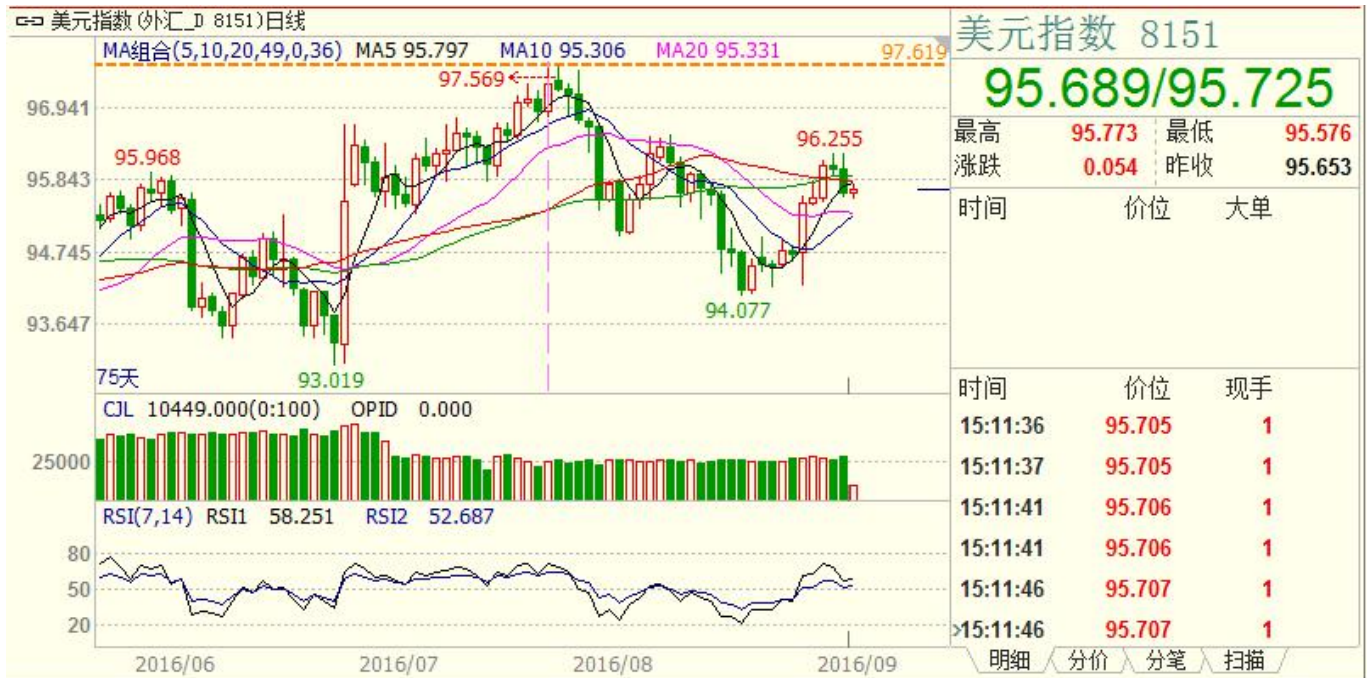 美元指数(外汇_D 8151)日线
MA组合(5,10,20,49,0,36) MA5 95.797 MA10 95.306 MA20 95.331 97.619
97.569
96.941
96.255
95.968
95.843
94.745
94.077
93.647
93.019
75天
CJL 10449.000(0:100) OPID 0.000
25000
RSI(7,14) RSI1 58.251 RSI2 52.687
80
50
20
2016/06 2016/07 2016/08 2016/09
美元指数 8151
95.689/95.725
最高 95.773 最低 95.576
涨跌 0.054 昨收 95.653
时间 价位 大单
时间 价位 现手
15:11:36 95.705 1
15:11:37 95.705 1
15:11:41 95.706 1
15:11:41 95.706 1
15:11:46 95.707 1
15:11:46 95.707 1
明细 分价 分笔 扫描